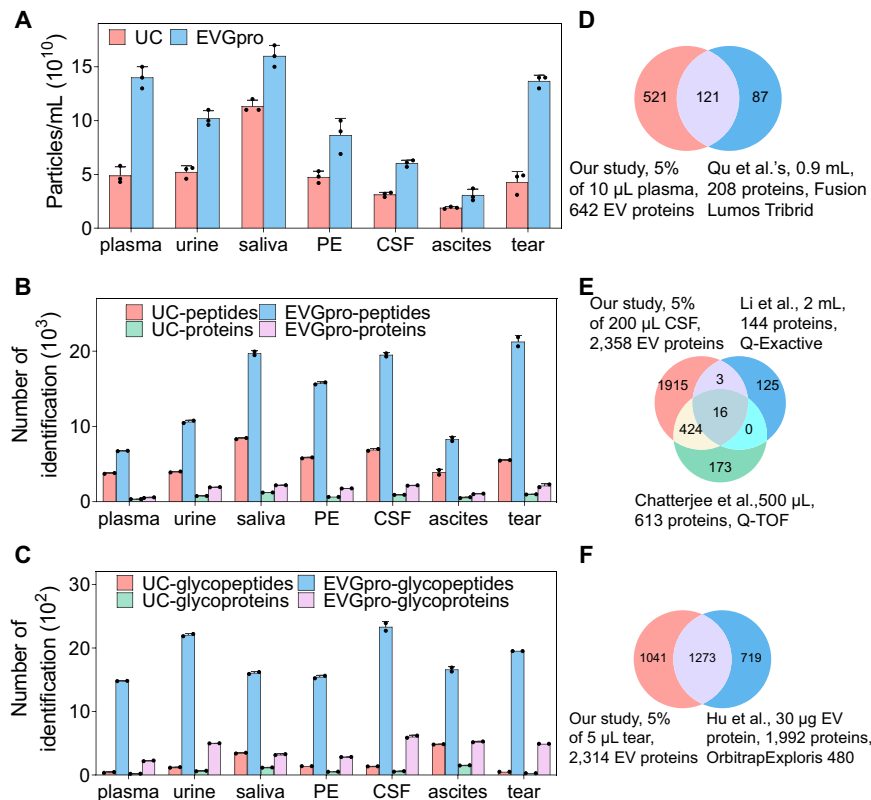 A
UC EVGpro
Particles/mL (10^10)
15
10
5
0
plasma urine saliva PE CSF ascites tear
B
UC-peptides EVGpro-peptides
UC-proteins EVGpro-proteins
Number of
identification (10^3)
20
10
0
plasma urine saliva PE CSF ascites tear
C
UC-glycopeptides EVGpro-glycopeptides
UC-glycoproteins EVGpro-glycoproteins
Number of
identification (10^2)
30
20
10
0
plasma urine saliva PE CSF ascites tear
D
521 121 87
Our study, 5%
of 10 µL plasma,
642 EV proteins
Qu et al.'s, 0.9 mL,
208 proteins, Fusion
Lumos Tribrid
E
Our study, 5%
of 200 µL CSF,
2,358 EV proteins
Li et al., 2 mL,
144 proteins,
Q-Exactive
1915 3 125
16
424 0
173
Chatterjee et al.,500 µL,
613 proteins, Q-TOF
F
1041 1273 719
Our study, 5%
of 5 µL tear,
2,314 EV proteins
Hu et al., 30 µg EV
protein, 1,992 proteins,
OrbitrapExploris 480